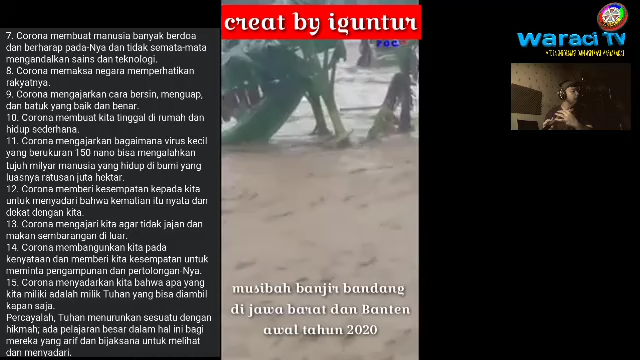 7. Corona membuat manusia banyak berdoa
dan berharap pada-Nya dan tidak semata-mata
mengandalkan sains dan teknologi.
8. Corona memaksa negara memperhatikan
rakyatnya.
9. Corona mengajarkan cara bersin, menguap,
dan batuk yang baik dan benar.
10. Corona membuat kita tinggal di rumah dan
hidup sederhana.
11. Corona mengajarkan bagaimana virus kecil
yang berukuran 150 nano bisa mengalahkan
tujuh milyar manusia yang hidup di bumi yang
luasnya ratusan juta hektar.
12. Corona memberi kesempatan kepada kita
untuk menyadari bahwa kematian itu nyata dan
dekat dengan kita.
13. Corona mengajari kita agar tidak jajan dan
makan sembarangan di luar.
14. Corona membangunkan kita pada
kenyataan dan memberi kita kesempatan untuk
meminta pengampunan dan pertolongan-Nya.
15. Corona menyadarkan kita bahwa apa yang
kita miliki adalah milik Tuhan yang bisa diambil
kapan saja.
Percayalah, Tuhan menurunkan sesuatu dengan
hikmah; ada pelajaran besar dalam hal ini bagi
mereka yang arif dan bijaksana untuk melihat
dan menyadari.
creat by iguntur
musibah banjir bandang
di jawa barat dan Banten
awal tahun 2020
Waraci TV